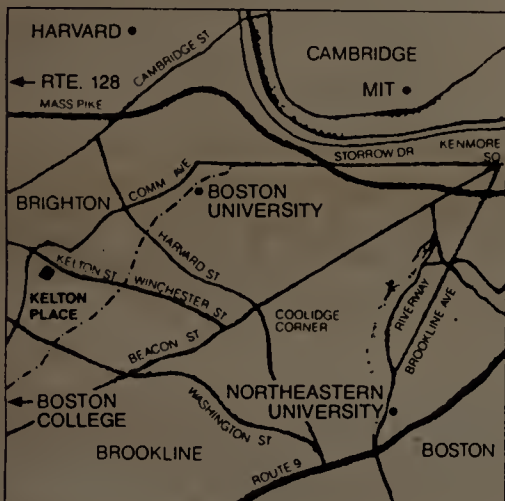 HARVARD
CAMBRIDGE ST
CAMBRIDGE
← RTE. 128
MIT
MASS PIKE
STORROW DR
KENMORE
SQ
COMM AVE
BRIGHTON
BOSTON
UNIVERSITY
HARVARD ST
KELTON ST
WINCHESTER ST
KELTON
PLACE
COOLIDGE
CORNER
RIVERWAY
BROOKLINE AVE
BEACON ST
← BOSTON
COLLEGE
NORTHEASTERN
UNIVERSITY
WASHINGTON ST
BROOKLINE
BOSTON
ROUTE 9